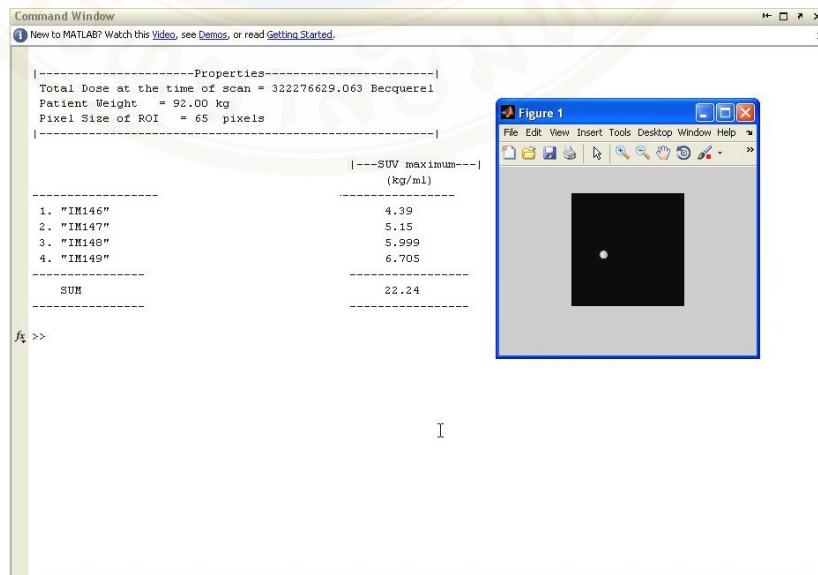 Command Window
New to MATLAB? Watch this Video, see Demos, or read Getting Started.
|----------------------Properties------------------------|
Total Dose at the time of scan = 322276629.063 Becquerel
Patient Weight = 92.00 kg
Pixel Size of ROI = 65 pixels
|--------------------------------------------------------|
|---SUV maximum---|
(kg/ml)
------------------ ----------------
1. "IM146" 4.39
2. "IM147" 5.15
3. "IM148" 5.999
4. "IM149" 6.705
---------------- -----------------
SUM 22.24
---------------- -----------------
fx >>
Figure 1
File Edit View Insert Tools Desktop Window Help